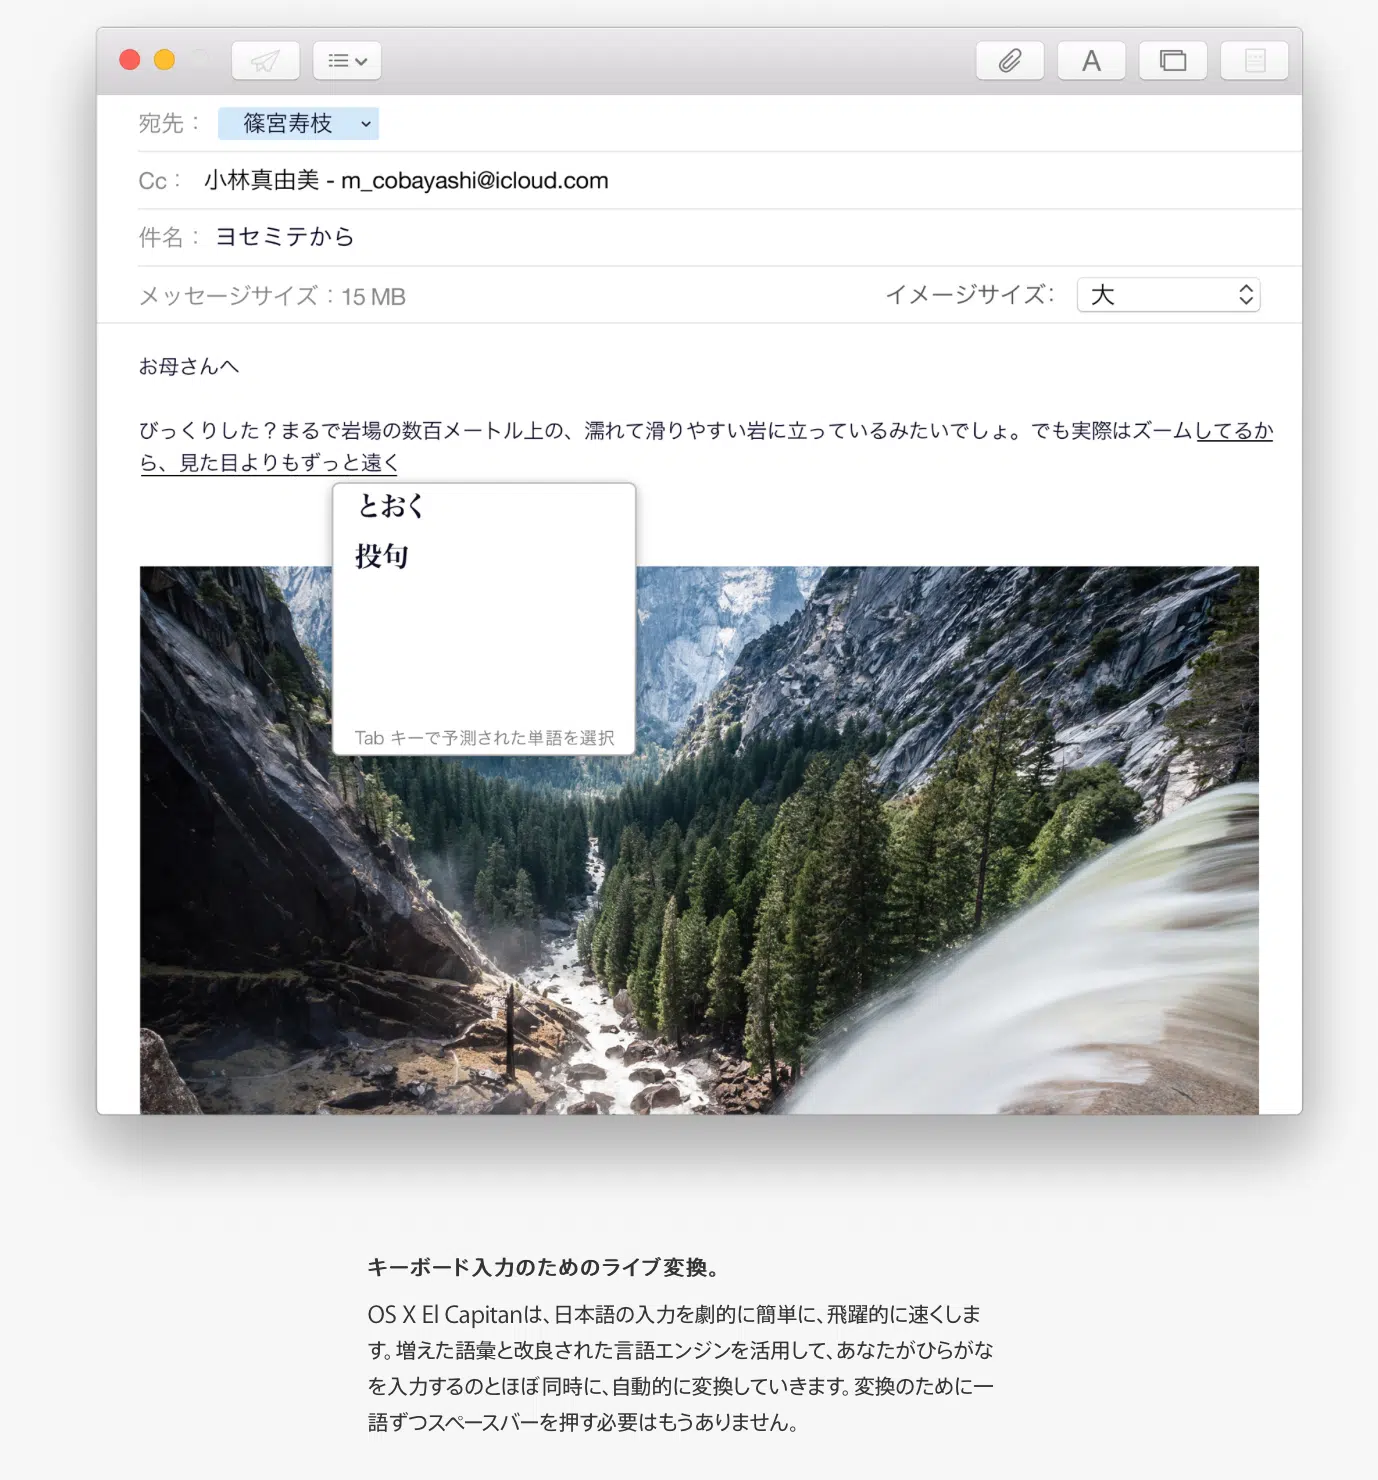 宛先：篠宮寿枝
Cc：小林真由美 - m_cobayashi@icloud.com
件名：ヨセミテから
メッセージサイズ：15 MB
イメージサイズ：大
お母さんへ
びっくりした？まるで岩場の数百メートル上の、濡れて滑りやすい岩に立っているみたいでしょ。でも実際はズームしてるか
ら、見た目よりもずっと遠く
とおく
投句
Tab キーで予測された単語を選択
キーボード入力のためのライブ変換。
OS X El Capitanは、日本語の入力を劇的に簡単に、飛躍的に速くしま
す。増えた語彙と改良された言語エンジンを活用して、あなたがひらがな
を入力するのとほぼ同時に、自動的に変換していきます。変換のために一
語ずつスペースバーを押す必要はもうありません。